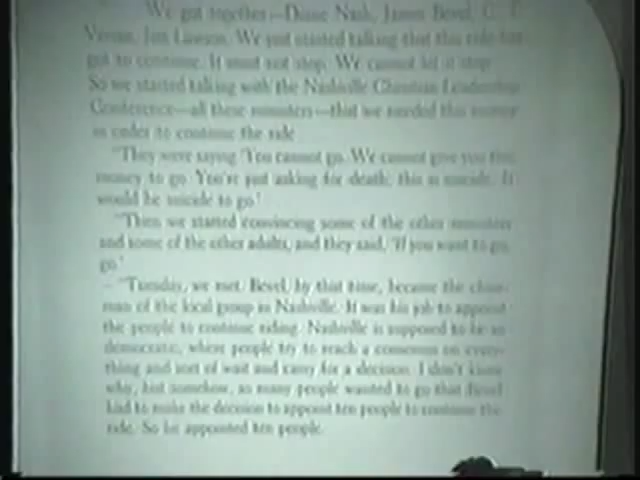 We got together—Diane Nash, James Bevel, C. T.
Vivian, Jim Lawson. We just started talking that this ride has
got to continue. It must not stop. We cannot let it stop.
So we started talking with the Nashville Christian Leadership
Conference—all these ministers—that we needed this money
in order to continue the ride.
"They were saying 'You cannot go. We cannot give you this
money to go. You're just asking for death; this is suicide. It
would be suicide to go.'
"Then we started convincing some of the other ministers
and some of the other adults, and they said, 'If you want to go,
go.'
"Tuesday, we met. Bevel, by that time, became the chair-
man of the local group in Nashville. It was his job to appoint
the people to continue riding. Nashville is supposed to be so
democratic, where people try to reach a consensus on every-
thing and sort of wait and carry for a decision. I don't know
why, but somehow, so many people wanted to go that Bevel
had to make the decision to appoint ten people to continue the
ride. So he appointed ten people.